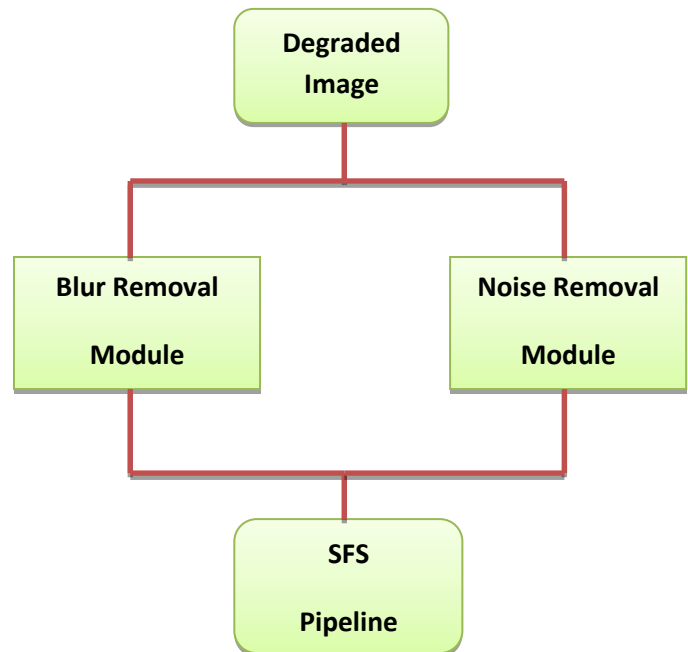 Degraded
Image
Blur Removal
Module
Noise Removal
Module
SFS
Pipeline